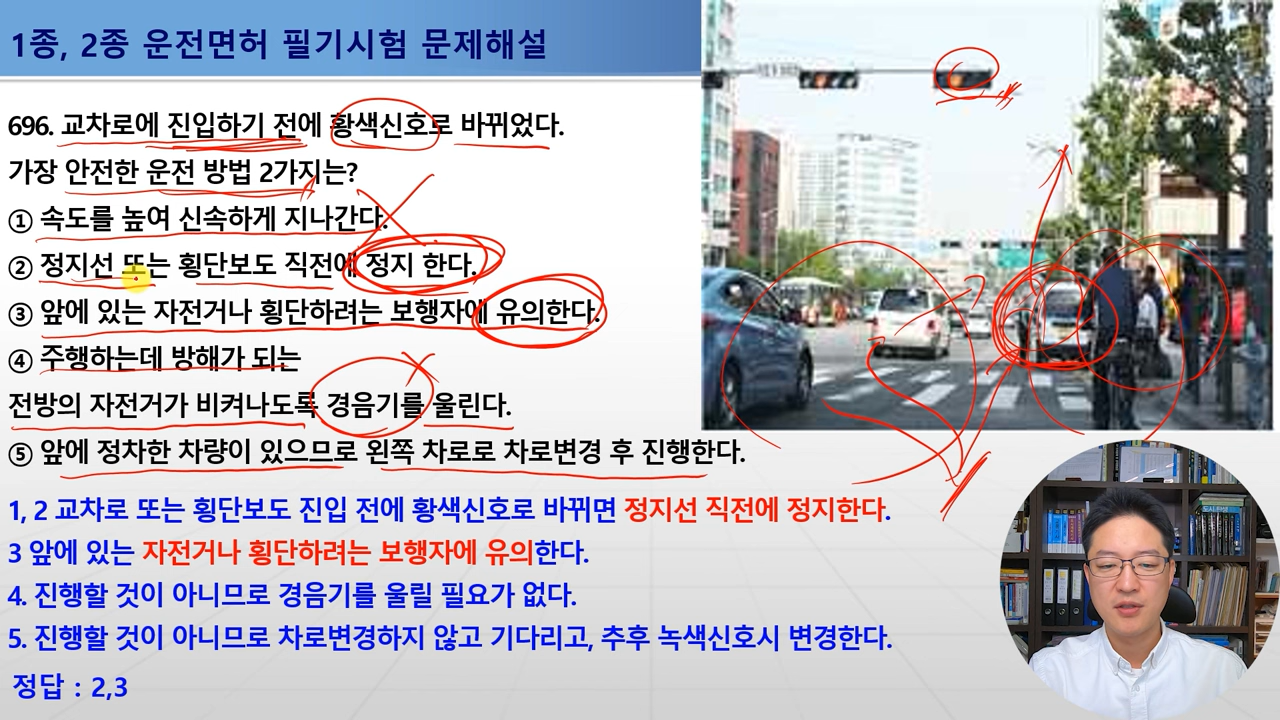 1종, 2종 운전면허 필기시험 문제해설
696. 교차로에 진입하기 전에 황색신호로 바뀌었다.
가장 안전한 운전 방법 2가지는?
① 속도를 높여 신속하게 지나간다.
② 정지선 또는 횡단보도 직전에 정지 한다.
③ 앞에 있는 자전거나 횡단하려는 보행자에 유의한다.
④ 주행하는데 방해가 되는
전방의 자전거가 비켜나도록 경음기를 울린다.
⑤ 앞에 정차한 차량이 있으므로 왼쪽 차로로 차로변경 후 진행한다.
1, 2 교차로 또는 횡단보도 진입 전에 황색신호로 바뀌면 정지선 직전에 정지한다.
3 앞에 있는 자전거나 횡단하려는 보행자에 유의한다.
4. 진행할 것이 아니므로 경음기를 울릴 필요가 없다.
5. 진행할 것이 아니므로 차로변경하지 않고 기다리고, 추후 녹색신호시 변경한다.
정답 : 2,3